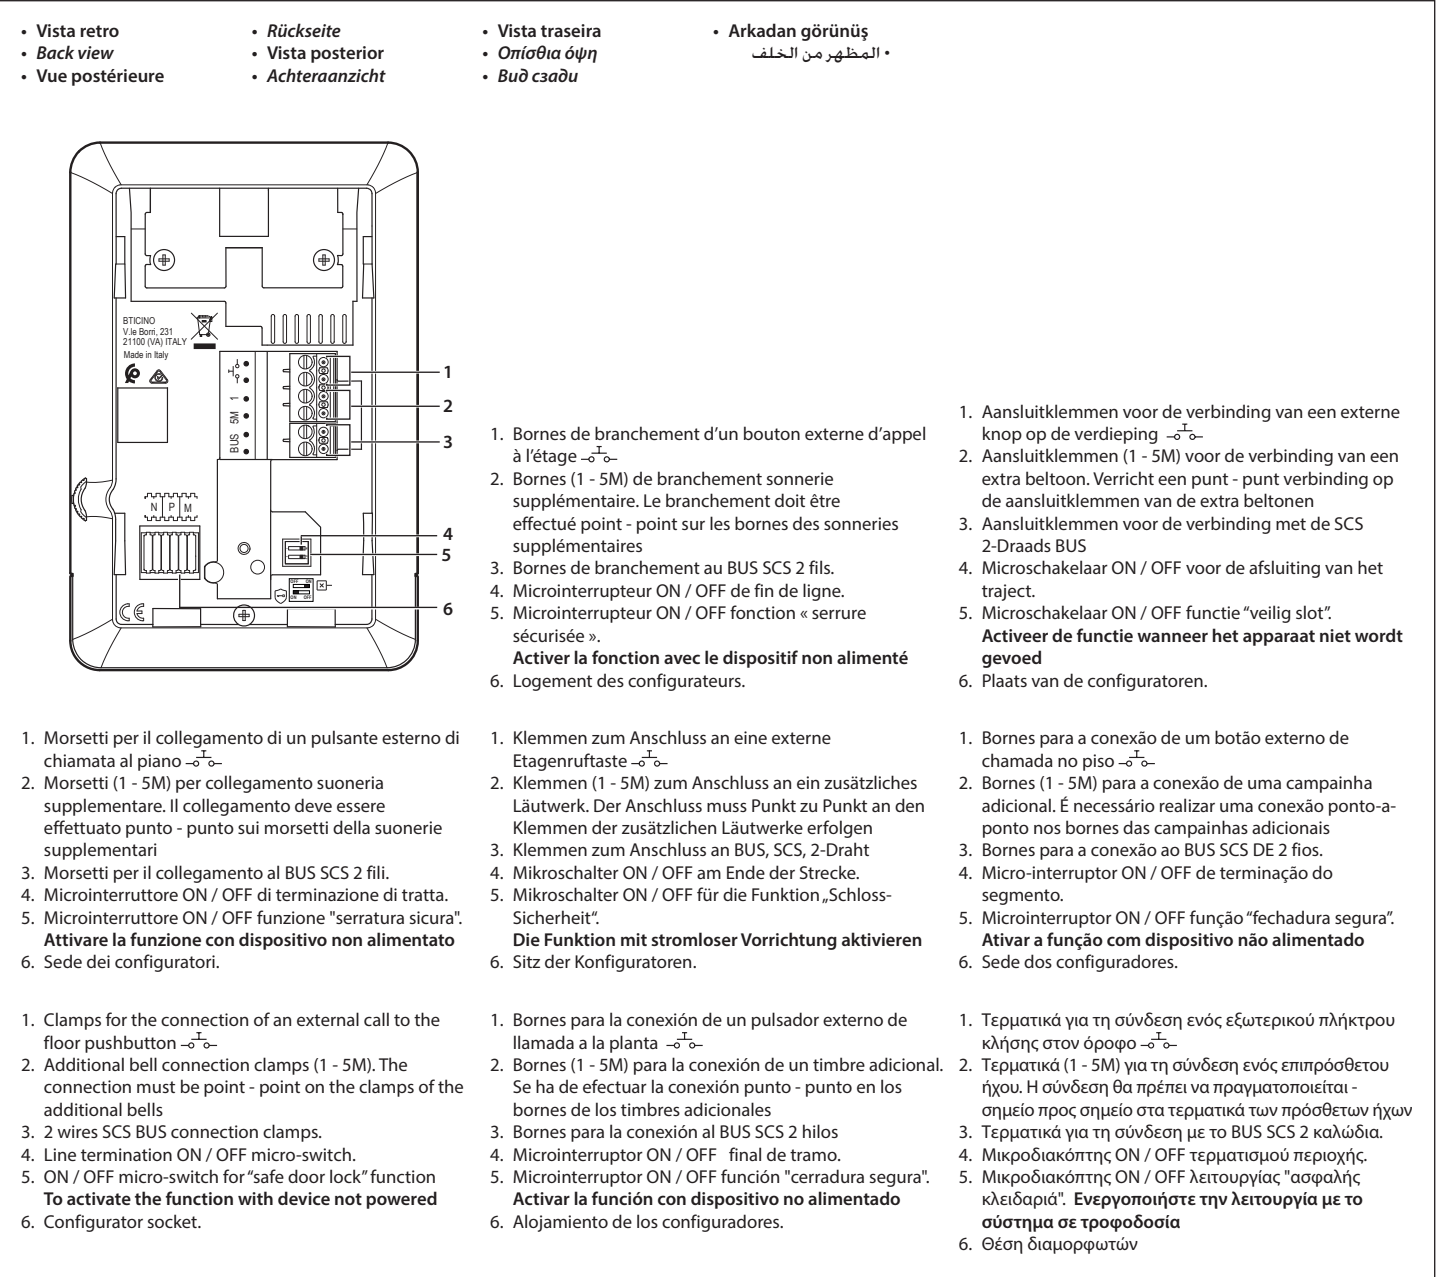 • Vista retro
• Back view
• Vue postérieure
• Rückseite
• Vista posterior
• Achteraanzicht
• Vista traseira
• Οπίσθια όψη
• Вид сзади
• Arkadan görünüş
• المظهر من الخلف
BTICINO
V.le Borri, 231
21100 (VA) ITALY
Made in Italy
1
5M
BUS
N P M
OFF ON
ON OFF
CE
1
2
3
4
5
6
1. Bornes de branchement d’un bouton externe d’appel
à l’étage
2. Bornes (1 - 5M) de branchement sonnerie
supplémentaire. Le branchement doit être
effectué point - point sur les bornes des sonneries
supplémentaires
3. Bornes de branchement au BUS SCS 2 fils.
4. Microinterrupteur ON / OFF de fin de ligne.
5. Microinterrupteur ON / OFF fonction « serrure
sécurisée ».
Activer la fonction avec le dispositif non alimenté
6. Logement des configurateurs.
1. Aansluitklemmen voor de verbinding van een externe
knop op de verdieping
2. Aansluitklemmen (1 - 5M) voor de verbinding van een
extra beltoon. Verricht een punt - punt verbinding op
de aansluitklemmen van de extra beltonen
3. Aansluitklemmen voor de verbinding met de SCS
2-Draads BUS
4. Microschakelaar ON / OFF voor de afsluiting van het
traject.
5. Microschakelaar ON / OFF functie “veilig slot”.
Activeer de functie wanneer het apparaat niet wordt
gevoed
6. Plaats van de configuratoren.
1. Morsetti per il collegamento di un pulsante esterno di
chiamata al piano
2. Morsetti (1 - 5M) per collegamento suoneria
supplementare. Il collegamento deve essere
effettuato punto - punto sui morsetti della suonerie
supplementari
3. Morsetti per il collegamento al BUS SCS 2 fili.
4. Microinterruttore ON / OFF di terminazione di tratta.
5. Microinterruttore ON / OFF funzione "serratura sicura".
Attivare la funzione con dispositivo non alimentato
6. Sede dei configuratori.
1. Klemmen zum Anschluss an eine externe
Etagenruftaste
2. Klemmen (1 - 5M) zum Anschluss an ein zusätzliches
Läutwerk. Der Anschluss muss Punkt zu Punkt an den
Klemmen der zusätzlichen Läutwerke erfolgen
3. Klemmen zum Anschluss an BUS, SCS, 2-Draht
4. Mikroschalter ON / OFF am Ende der Strecke.
5. Mikroschalter ON / OFF für die Funktion „Schloss-
Sicherheit“.
Die Funktion mit stromloser Vorrichtung aktivieren
6. Sitz der Konfiguratoren.
1. Bornes para a conexão de um botão externo de
chamada no piso
2. Bornes (1 - 5M) para a conexão de uma campainha
adicional. É necessário realizar uma conexão ponto-a-
ponto nos bornes das campainhas adicionais
3. Bornes para a conexão ao BUS SCS DE 2 fios.
4. Micro-interruptor ON / OFF de terminação do
segmento.
5. Microinterruptor ON / OFF função “fechadura segura”.
Ativar a função com dispositivo não alimentado
6. Sede dos configuradores.
1. Clamps for the connection of an external call to the
floor pushbutton
2. Additional bell connection clamps (1 - 5M). The
connection must be point - point on the clamps of the
additional bells
3. 2 wires SCS BUS connection clamps.
4. Line termination ON / OFF micro-switch.
5. ON / OFF micro-switch for “safe door lock” function
To activate the function with device not powered
6. Configurator socket.
1. Bornes para la conexión de un pulsador externo de
llamada a la planta
2. Bornes (1 - 5M) para la conexión de un timbre adicional.
Se ha de efectuar la conexión punto - punto en los
bornes de los timbres adicionales
3. Bornes para la conexión al BUS SCS 2 hilos
4. Microinterruptor ON / OFF final de tramo.
5. Microinterruptor ON / OFF función "cerradura segura".
Activar la función con dispositivo no alimentado
6. Alojamiento de los configuradores.
1. Τερματικά για τη σύνδεση ενός εξωτερικού πλήκτρου
κλήσης στον όροφο
2. Τερματικά (1 - 5M) για τη σύνδεση ενός επιπρόσθετου
ήχου. Η σύνδεση θα πρέπει να πραγματοποιείται -
σημείο προς σημείο στα τερματικά των πρόσθετων ήχων
3. Τερματικά για τη σύνδεση με το BUS SCS 2 καλώδια.
4. Μικροδιακόπτης ON / OFF τερματισμού περιοχής.
5. Μικροδιακόπτης ON / OFF λειτουργίας "ασφαλής
κλειδαριά". Ενεργοποιήστε την λειτουργία με το
σύστημα σε τροφοδοσία
6. Θέση διαμορφωτών